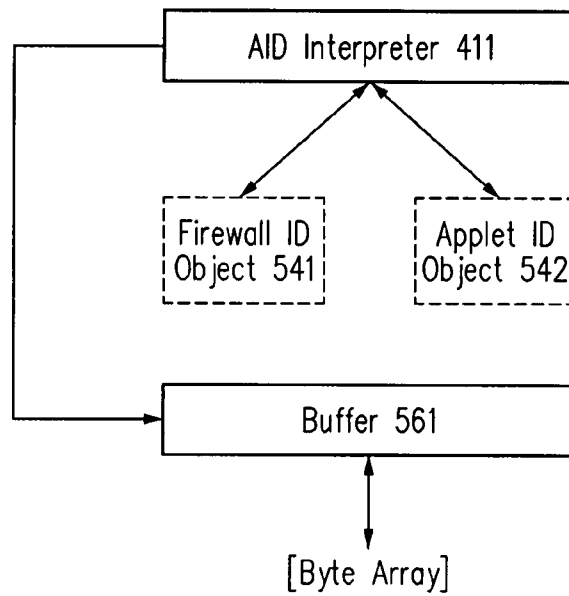 AID Interpreter 411
Firewall ID
Object 541
Applet ID
Object 542
Buffer 561
[Byte Array]